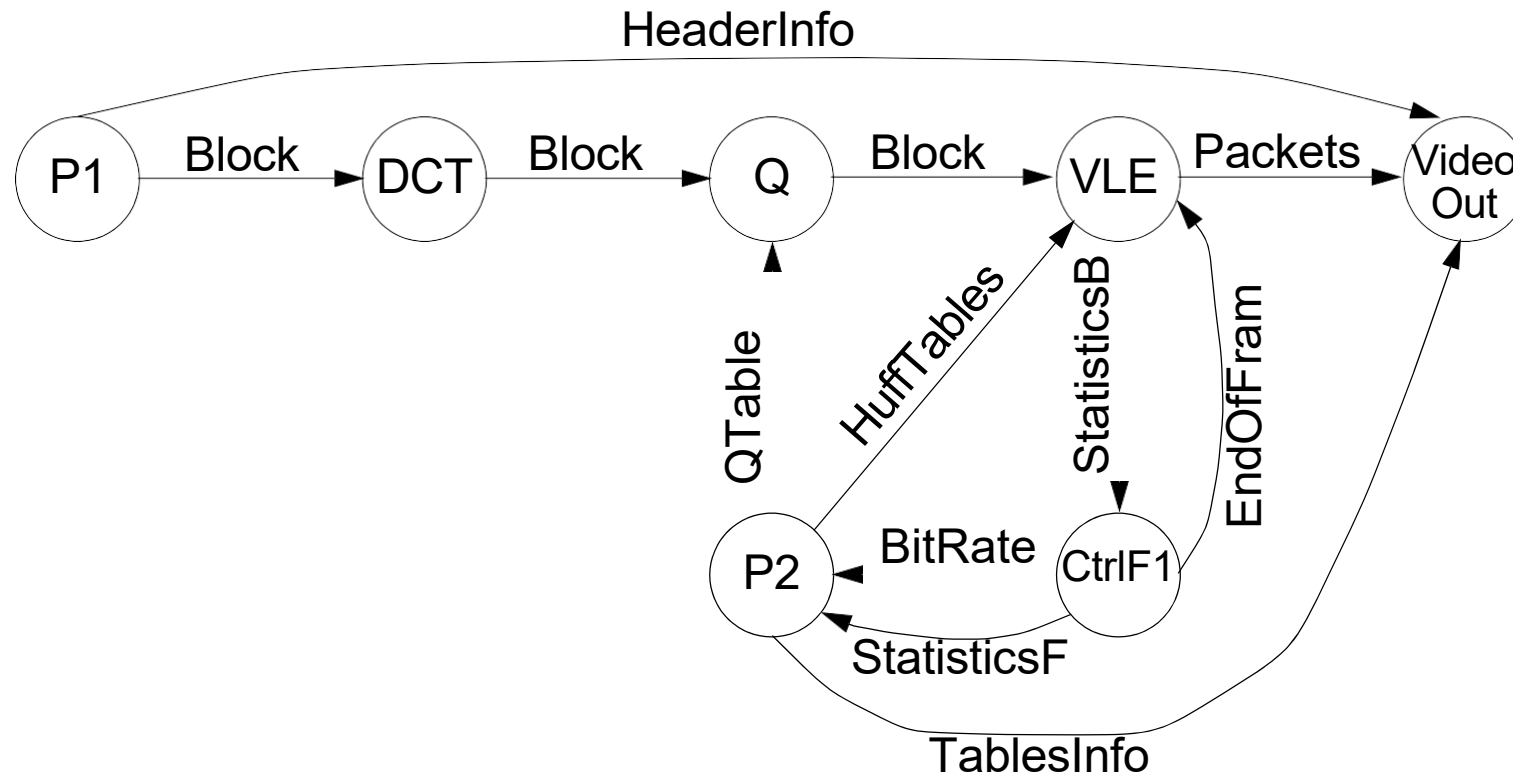 HeaderInfo
P1
Block
DCT
Block
Q
Block
VLE
Packets
Video
Out
QTable
HuffTables
StatisticsB
EndOfFram
P2
BitRate
CtrlF1
StatisticsF
TablesInfo